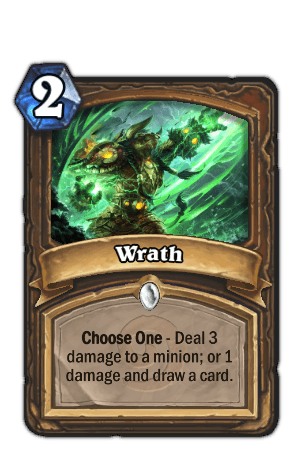 2
Wrath
Choose One - Deal 3
damage to a minion; or 1
damage and draw a card.